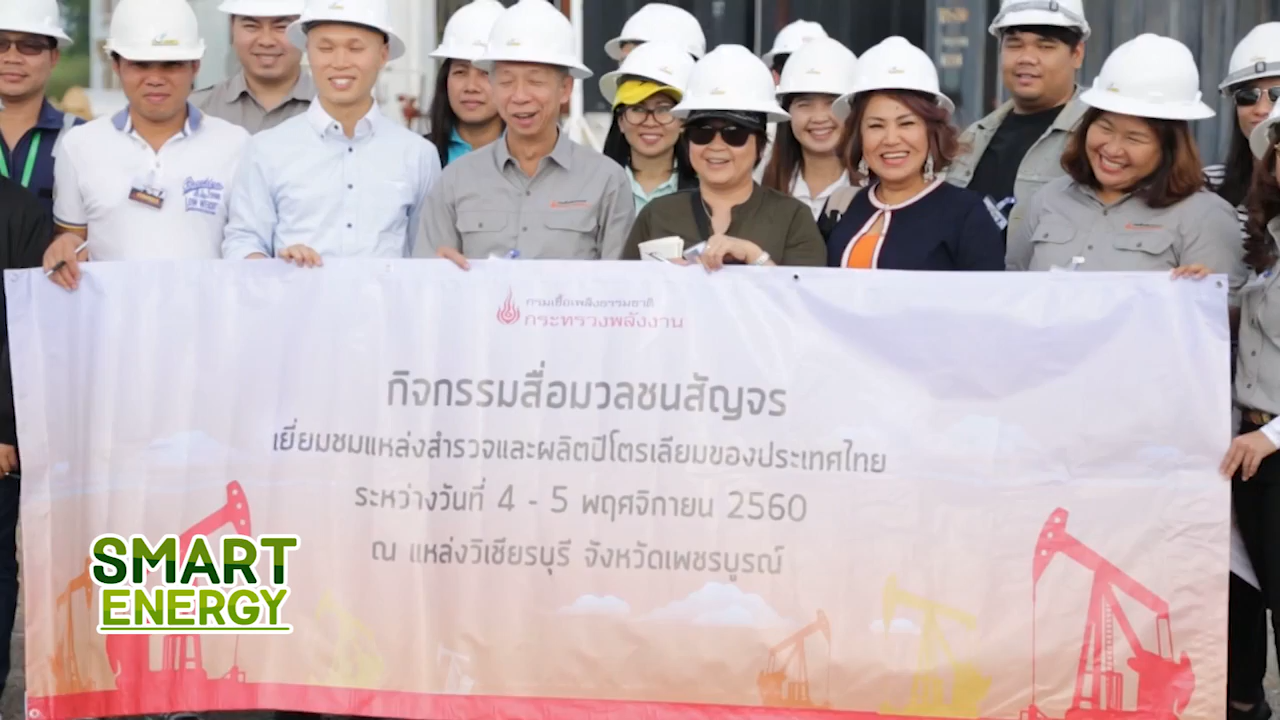 กรมเชื้อเพลิงธรรมชาติ
กระทรวงพลังงาน
กิจกรรมสื่อมวลชนสัญจร
เยี่ยมชมแหล่งสำรวจและผลิตปิโตรเลียมของประเทศไทย
ระหว่างวันที่ 4 - 5 พฤศจิกายน 2560
ณ แหล่งวิเชียรบุรี จังหวัดเพชรบูรณ์
SMART
ENERGY